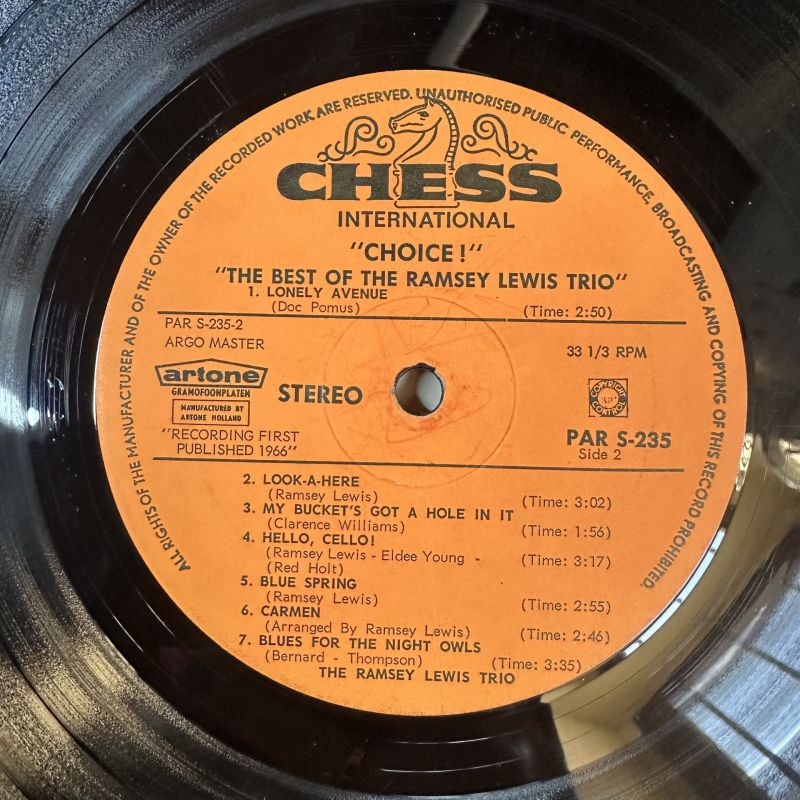 ALL RIGHTS OF THE MANUFACTURER AND OF THE OWNER OF THE RECORDED WORK ARE RESERVED. UNAUTHORISED PUBLIC PERFORMANCE, BROADCASTING AND COPYING OF THIS RECORD PROHIBITED.
CHESS
INTERNATIONAL
"CHOICE!"
"THE BEST OF THE RAMSEY LEWIS TRIO"
1. LONELY AVENUE
(Doc Pomus) (Time: 2:50)
PAR S-235-2
ARGO MASTER 33 1/3 RPM
artone
GRAMOFOONPLATEN
MANUFACTURED BY
ARTONE HOLLAND
STEREO
COPYRIGHT
CONTROL
"RECORDING FIRST
PUBLISHED 1966"
PAR S-235
Side 2
2. LOOK-A-HERE
(Ramsey Lewis) (Time: 3:02)
3. MY BUCKET'S GOT A HOLE IN IT
(Clarence Williams) (Time: 1:56)
4. HELLO, CELLO!
(Ramsey Lewis - Eldee Young - (Time: 3:17)
(Red Holt)
5. BLUE SPRING
(Ramsey Lewis) (Time: 2:55)
6. CARMEN
(Arranged By Ramsey Lewis) (Time: 2:46)
7. BLUES FOR THE NIGHT OWLS
(Bernard - Thompson) (Time: 3:35)
THE RAMSEY LEWIS TRIO